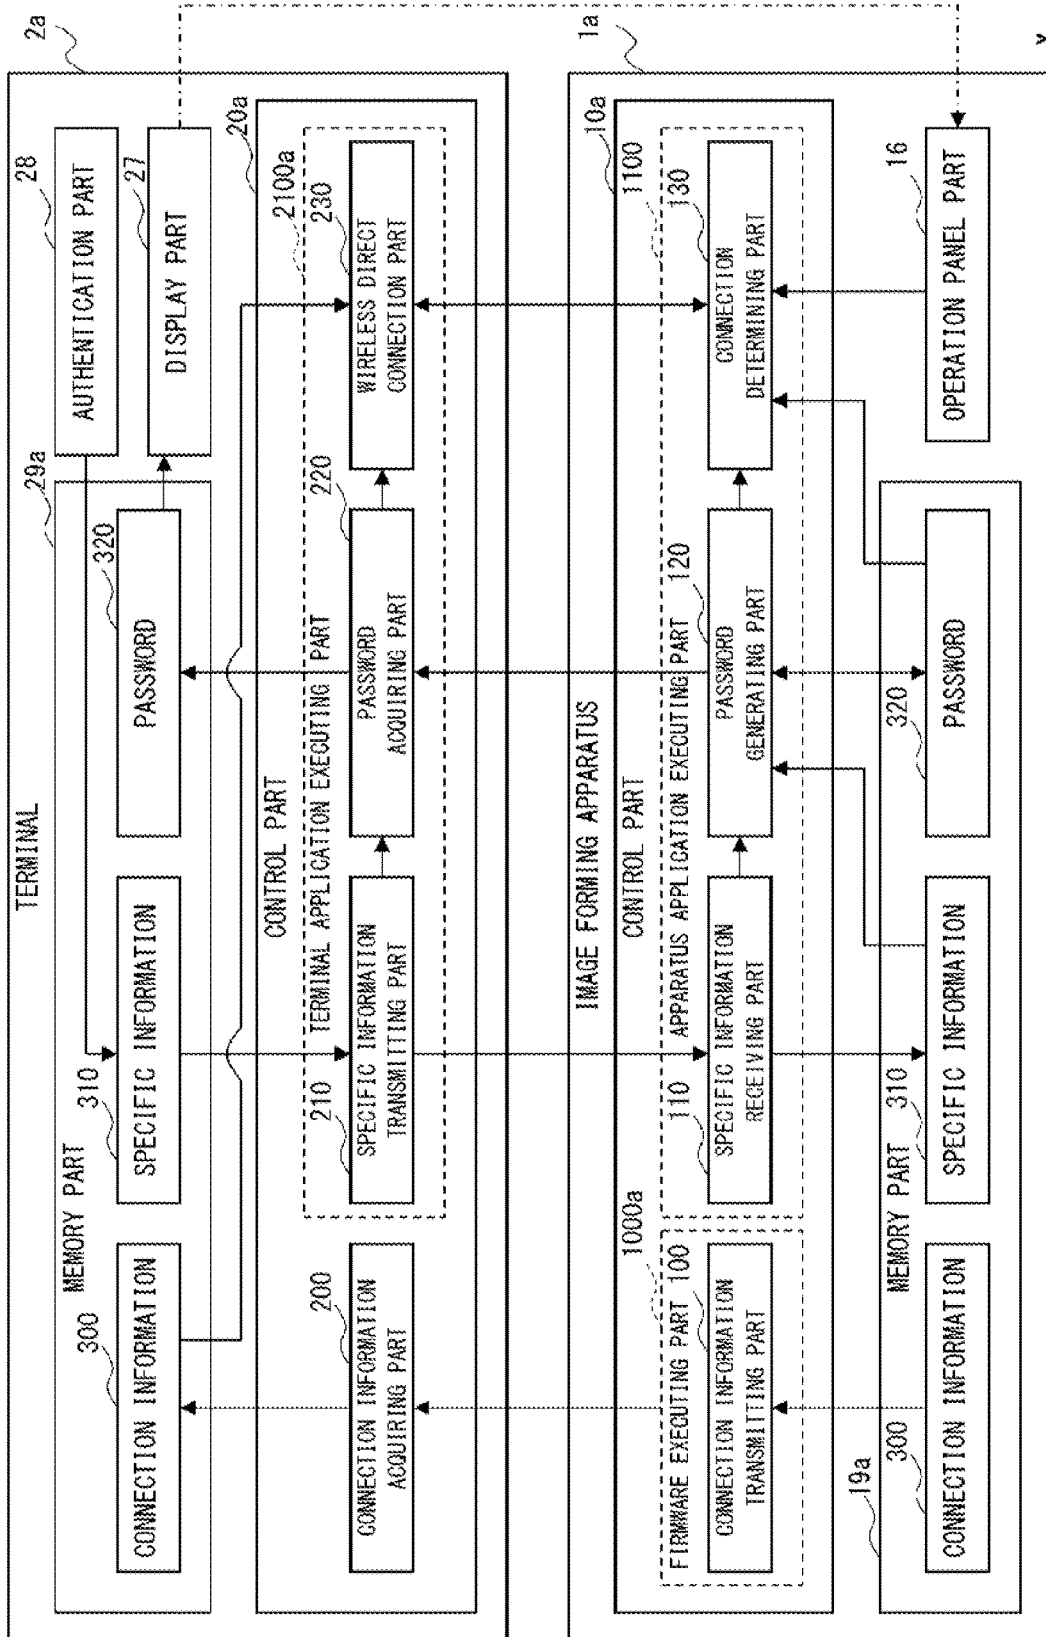 TERMINAL
2a
MEMORY PART
29a
300
CONNECTION INFORMATION
310
SPECIFIC INFORMATION
320
PASSWORD
28
AUTHENTICATION PART
27
DISPLAY PART
CONTROL PART
20a
TERMINAL APPLICATION EXECUTING PART
2100a
200
CONNECTION INFORMATION
ACQUIRING PART
210
SPECIFIC INFORMATION
TRANSMITTING PART
220
PASSWORD
ACQUIRING PART
230
WIRELESS DIRECT
CONNECTION PART
IMAGE FORMING APPARATUS
1a
CONTROL PART
10a
1000a
FIRMWARE EXECUTING PART
100
CONNECTION INFORMATION
TRANSMITTING PART
APPARATUS APPLICATION EXECUTING PART
1100
110
SPECIFIC INFORMATION
RECEIVING PART
120
PASSWORD
GENERATING PART
130
CONNECTION
DETERMINING PART
19a
MEMORY PART
300
CONNECTION INFORMATION
310
SPECIFIC INFORMATION
320
PASSWORD
16
OPERATION PANEL PART